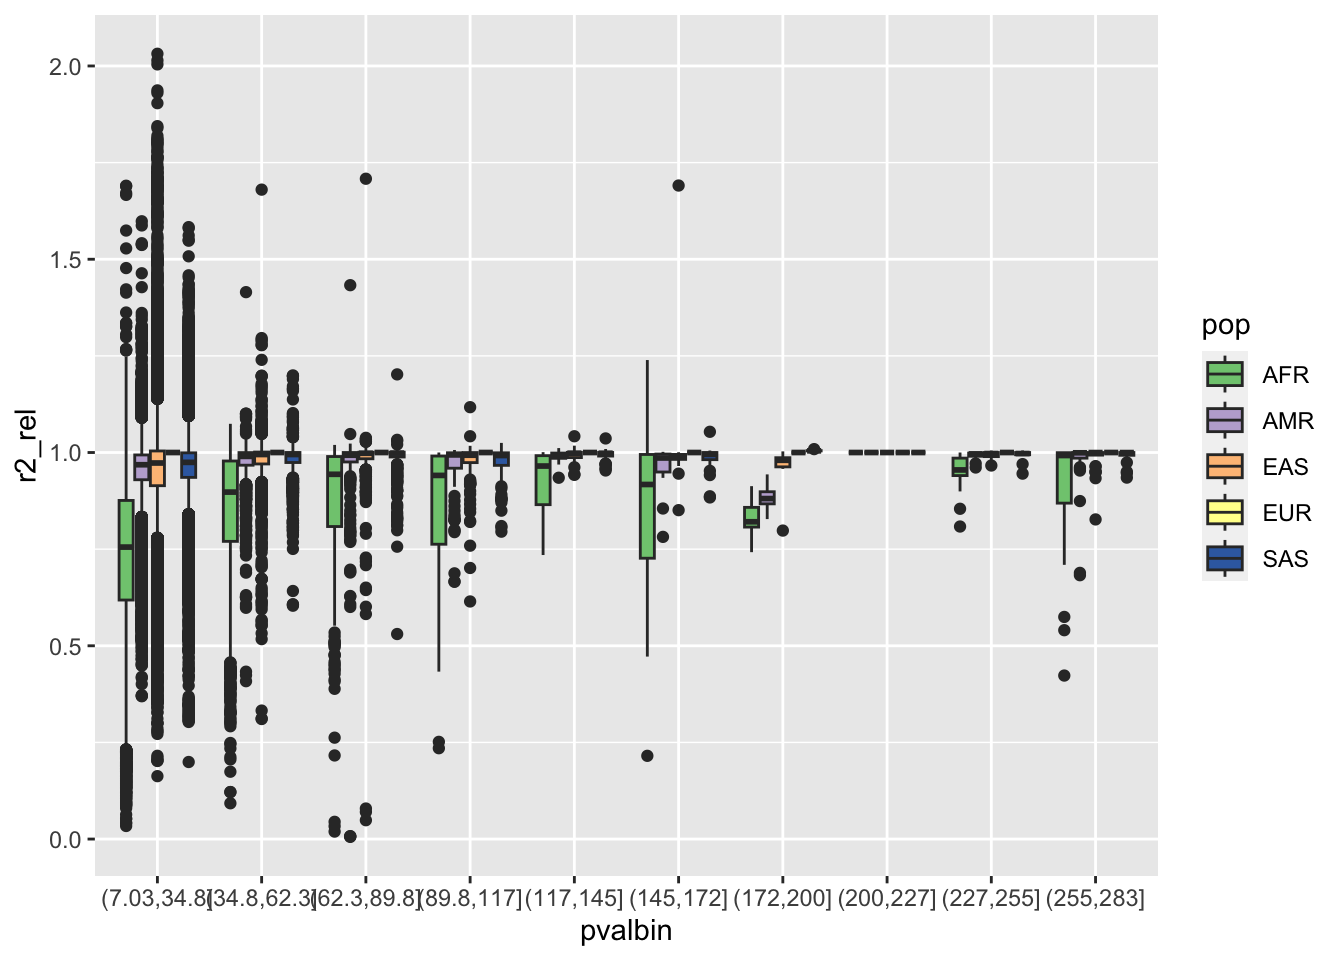 2.0
1.5
1.0
0.5
0.0
r2_rel
(7.03,34.8]
(34.8,62.3]
(62.3,89.8]
(89.8,117]
(117,145]
(145,172]
(172,200]
(200,227]
(227,255]
(255,283]
pvalbin
pop
AFR
AMR
EAS
EUR
SAS